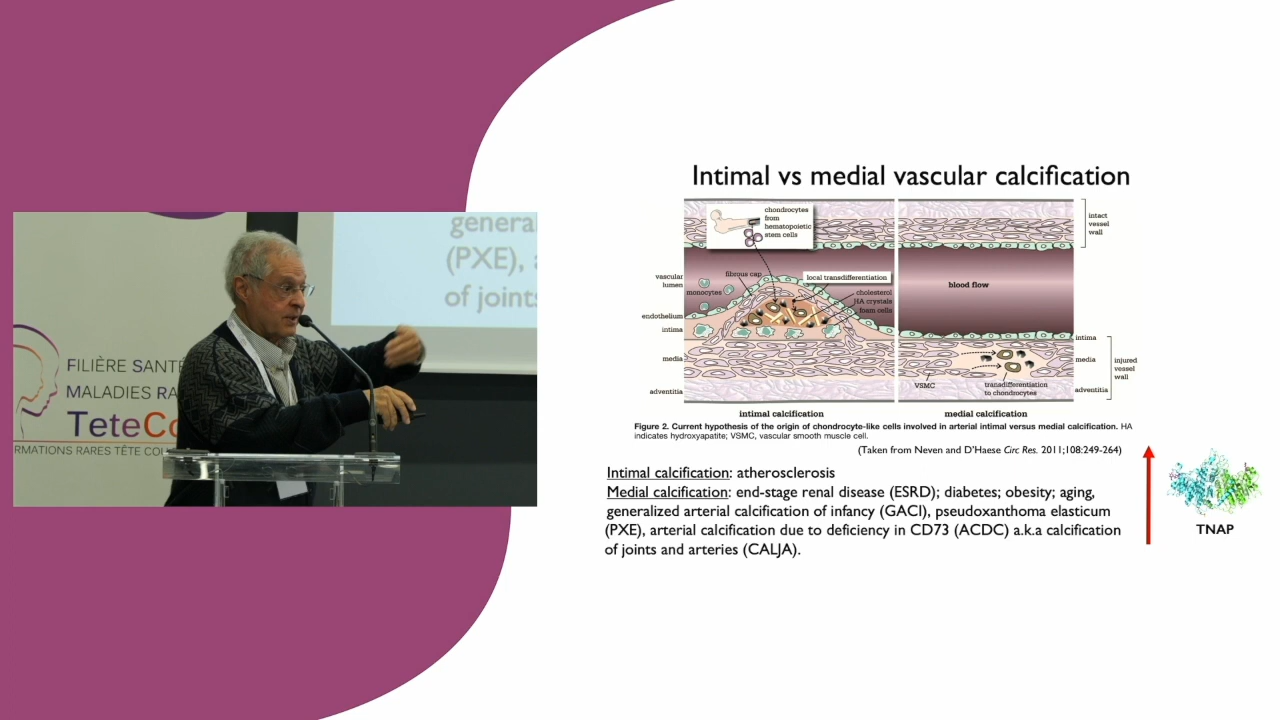 Intimal vs medial vascular calcification
chondrocytes
from
hematopoietic
stem cells
intact
vessel
wall
vascular
lumen
monocytes
fibrous cap
local transdifferentiation
cholesterol
HA crystals
foam cells
blood flow
endothelium
intima
media
adventitia
intima
media
adventitia
injured
vessel
wall
VSMC
transdifferentiation
to chondrocytes
intimal calcification
medial calcification
Figure 2. Current hypothesis of the origin of chondrocyte-like cells involved in arterial intimal versus medial calcification. HA
indicates hydroxyapatite; VSMC, vascular smooth muscle cell.
(Taken from Neven and D'Haese Circ Res. 2011;108:249-264)
Intimal calcification: atherosclerosis
Medial calcification: end-stage renal disease (ESRD); diabetes; obesity; aging,
generalized arterial calcification of infancy (GACI), pseudoxanthoma elasticum
(PXE), arterial calcification due to deficiency in CD73 (ACDC) a.k.a calcification
of joints and arteries (CALJA).
TNAP
general
(PXE),
of joints
FILIÈRE SANTÉ
MALADIES RA
TeteCo
RMATIONS RARES TÊTE COU